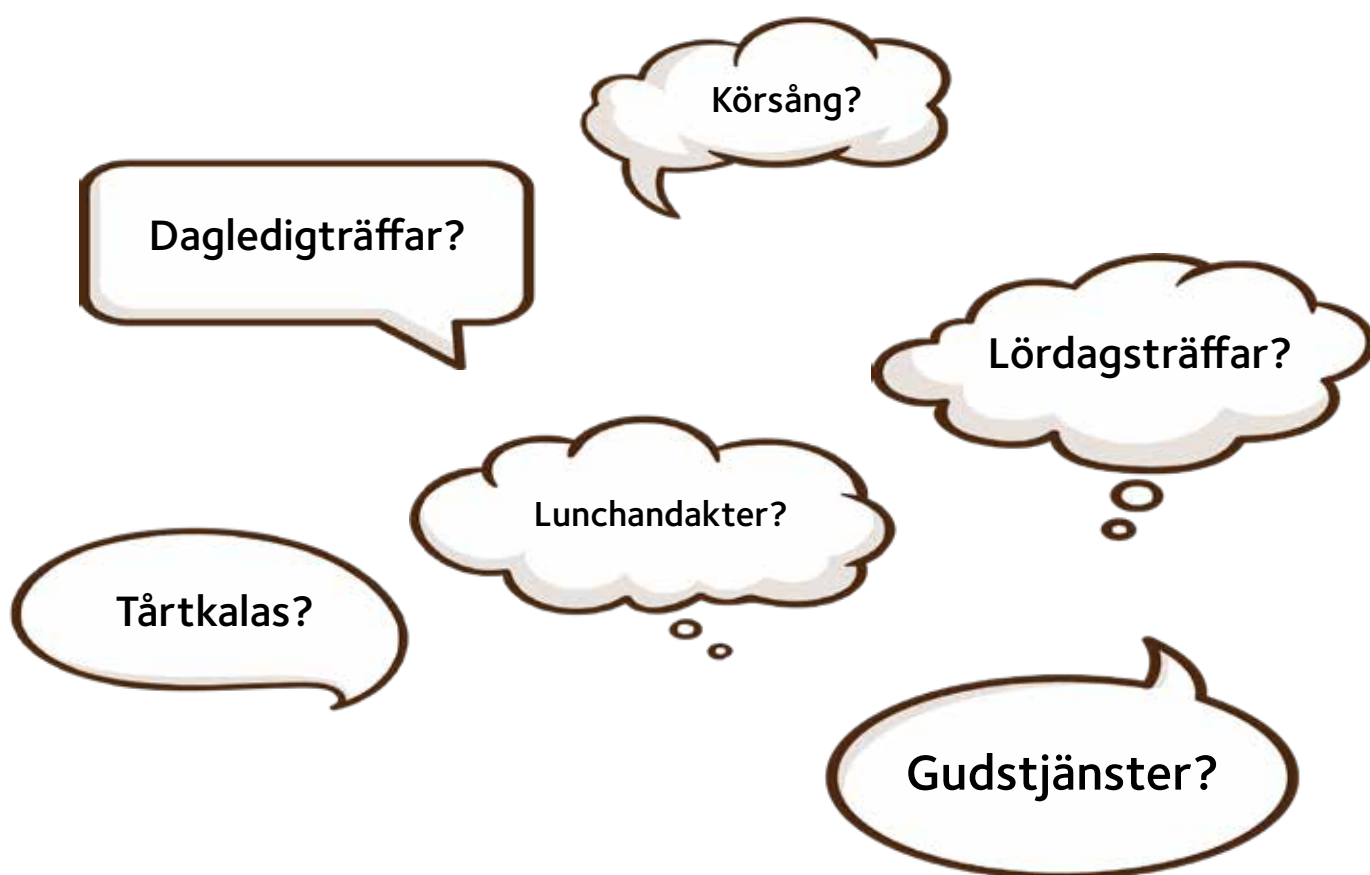 Körsång?
Dagledigträffar?
Lördagsträffar?
Lunchandakter?
Tårtkalas?
Gudstjänster?